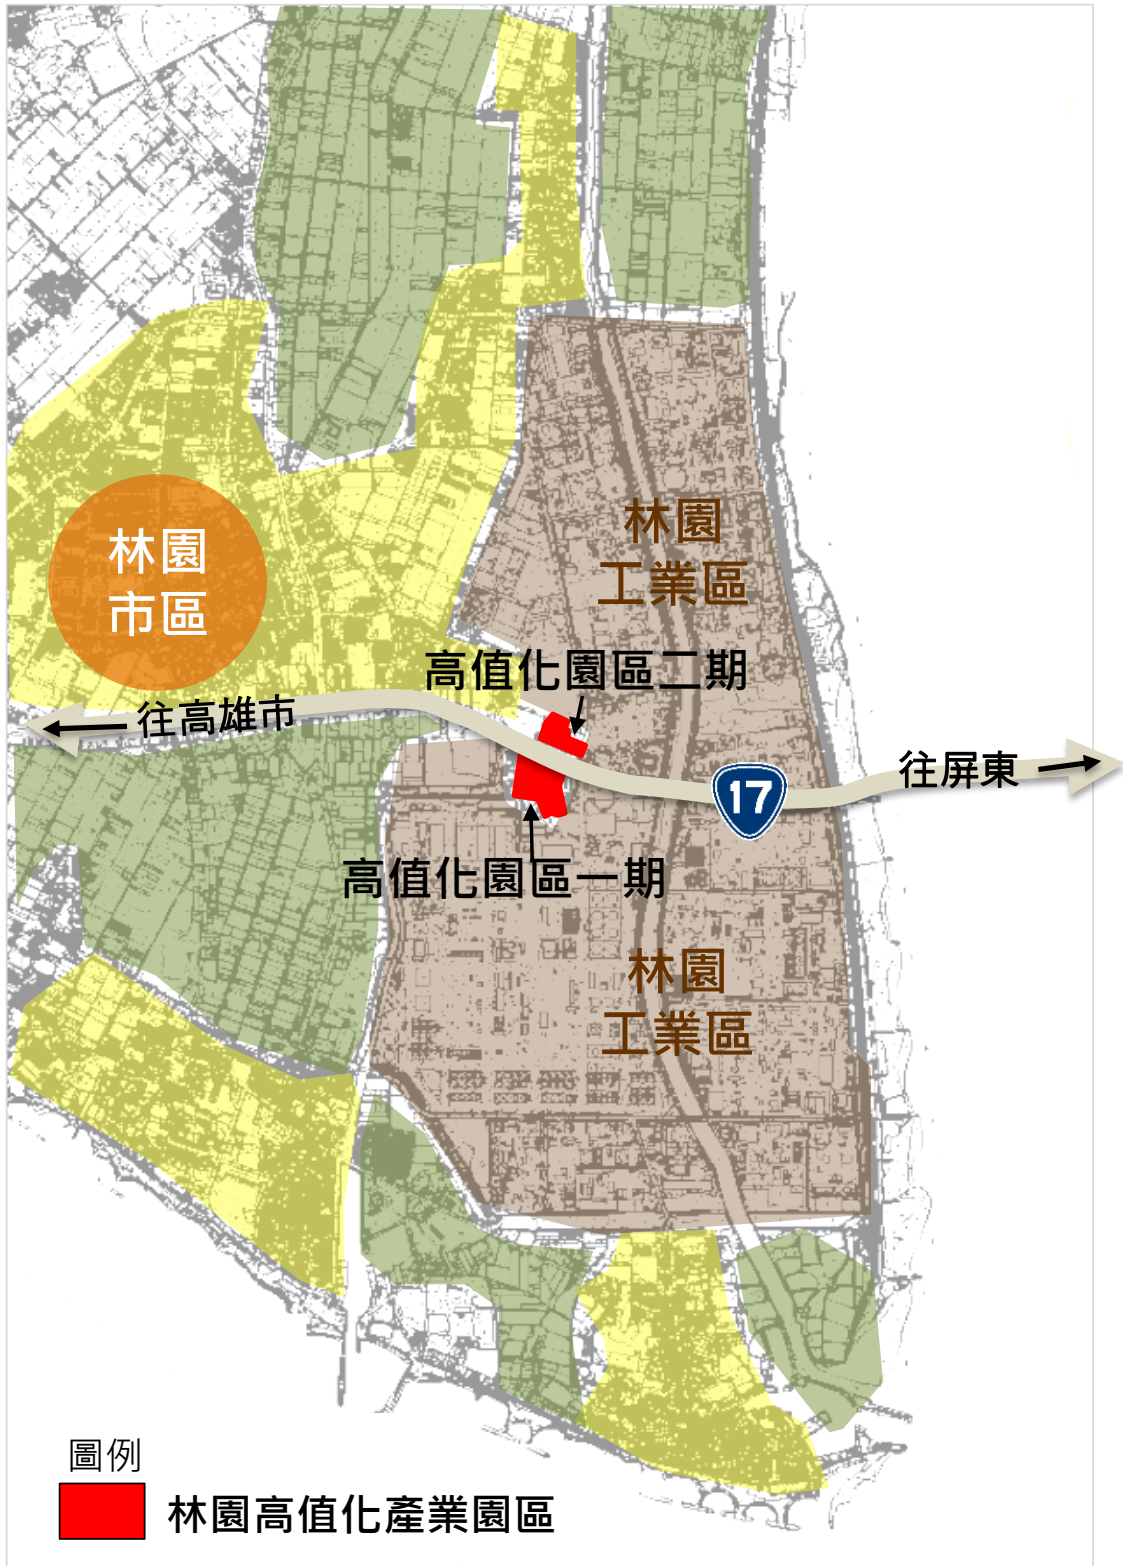 林園
工業區
林園
市區
高值化園區二期
往高雄市
往屏東
17
高值化園區一期
林園
工業區
圖例
林園高值化產業園區